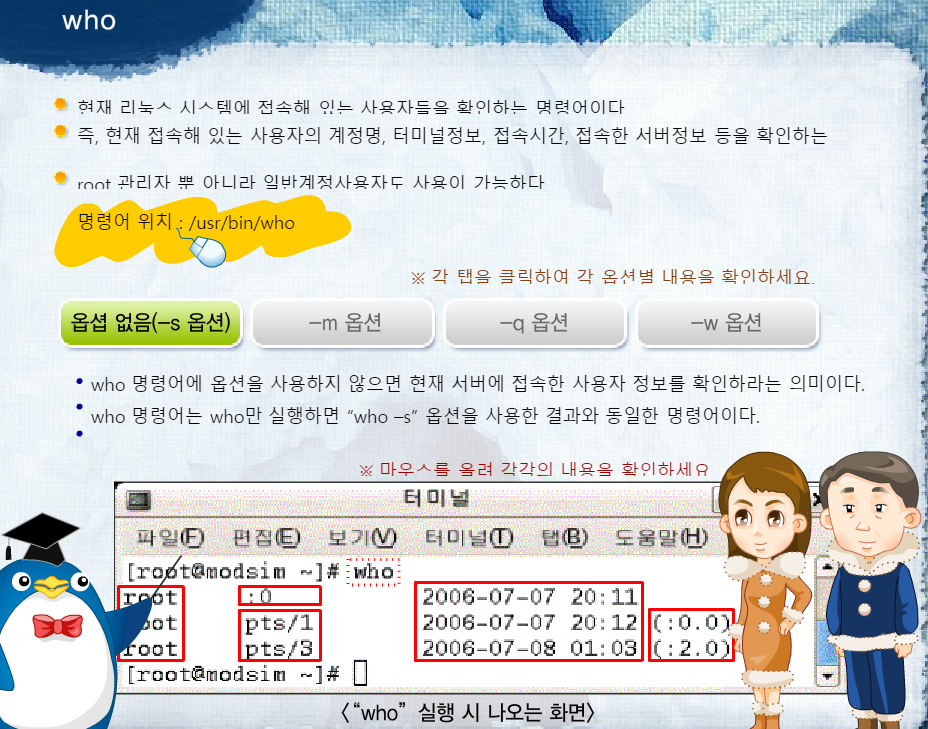 who
현재 리눅스 시스템에 접속해 있는 사용자들을 확인하는 명령어이다
즉, 현재 접속해 있는 사용자의 계정명, 터미널정보, 접속시간, 접속한 서버정보 등을 확인하는
root 관리자 뿐 아니라 일반계정사용자도 사용이 가능하다
명령어 위치 : /usr/bin/who
※ 각 탭을 클릭하여 각 옵션별 내용을 확인하세요.
옵셥 없음(–s 옵션) –m 옵션 –q 옵션 –w 옵션
who 명령어에 옵션을 사용하지 않으면 현재 서버에 접속한 사용자 정보를 확인하라는 의미이다.
who 명령어는 who만 실행하면 “who –s” 옵션을 사용한 결과와 동일한 명령어이다.
※ 마우스를 올려 각각의 내용을 확인하세요
터미널
파일(F) 편집(E) 보기(V) 터미널(T) 탭(B) 도움말(H)
[root@modsim ~]# who
root :0 2006-07-07 20:11
root pts/1 2006-07-07 20:12 (:0.0)
root pts/3 2006-07-08 01:03 (:2.0)
[root@modsim ~]#
〈“who” 실행 시 나오는 화면〉